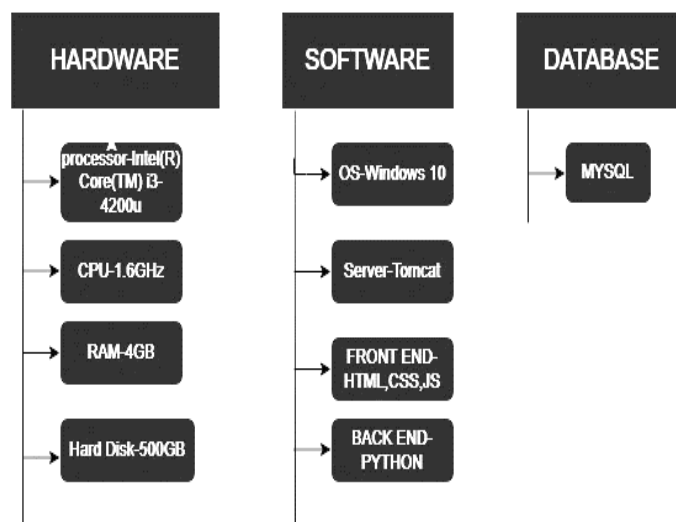 HARDWARE
processor-Intel(R)
Core(TM) i3-
4200u
CPU-1.6GHz
RAM-4GB
Hard Disk-500GB
SOFTWARE
OS-Windows 10
Server-Tomcat
FRONT END-
HTML,CSS,JS
BACK END-
PYTHON
DATABASE
MYSQL